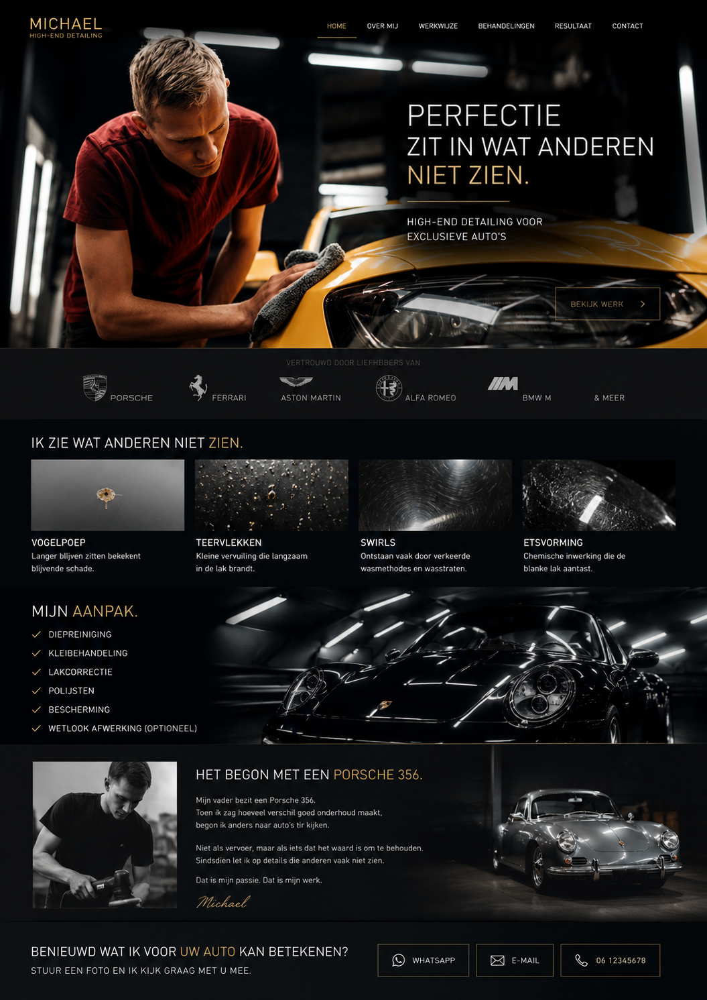 MICHAEL
HIGH-END DETAILING
HOME
OVER MIJ
WERKWIJZE
BEHANDELINGEN
RESULTAAT
CONTACT
PERFECTIE
ZIT IN WAT ANDEREN
NIET ZIEN.
HIGH-END DETAILING VOOR
EXCLUSIEVE AUTO'S
BEKIJK WERK
VERTROUWD DOOR LIEFHBBERS VAN
PORSCHE
FERRARI
ASTON MARTIN
ALFA ROMEO
BMW M
& MEER
IK ZIE WAT ANDEREN NIET ZIEN.
VOGELPOEP
Langer blijven zitten bekekent
blijvende schade.
TEERVLEKKEN
Kleine vervuiling die langzaam
in de lak brandt.
SWIRLS
Ontstaan vaak door verkeerde
wasmethodes en wasstraten.
ETSVORMING
Chemische inwerking die de
blanke lak aantast.
MIJN AANPAK.
DIEPREINIGING
KLEIBEHANDELING
LAKCORRECTIE
POLIJSTEN
BESCHERMING
WETLOOK AFWERKING (OPTIONEEL)
HET BEGON MET EEN PORSCHE 356.
Mijn vader bezit een Porsche 356.
Toen ik zag hoeveel verschil goed onderhoud maakt,
begon ik anders naar auto's tir kijken.
Niet als vervoer, maar als iets dat het waard is om te behouden.
Sindsdien let ik op details die anderen vaak niet zien.
Dat is mijn passie. Dat is mijn werk.
Michael
BENIEUWD WAT IK VOOR UW AUTO KAN BETEKENEN?
STUUR EEN FOTO EN IK KIJK GRAAG MET U MEE.
WHATSAPP
E-MAIL
06 12345678